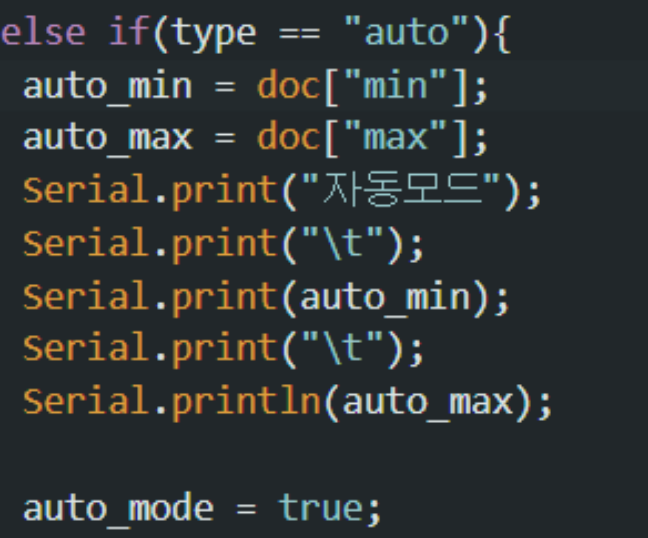 else if(type == "auto"){
auto_min = doc["min"];
auto_max = doc["max"];
Serial.print("자동모드");
Serial.print("\t");
Serial.print(auto_min);
Serial.print("\t");
Serial.println(auto_max);
auto_mode = true;